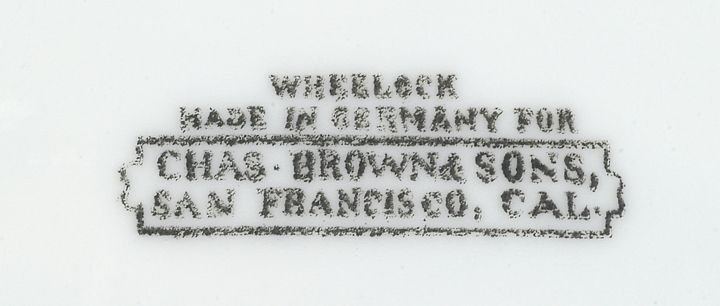 WHEELOCK
MADE IN GERMANY FOR
CHAS. BROWN & SONS,
SAN FRANCISCO, CAL.